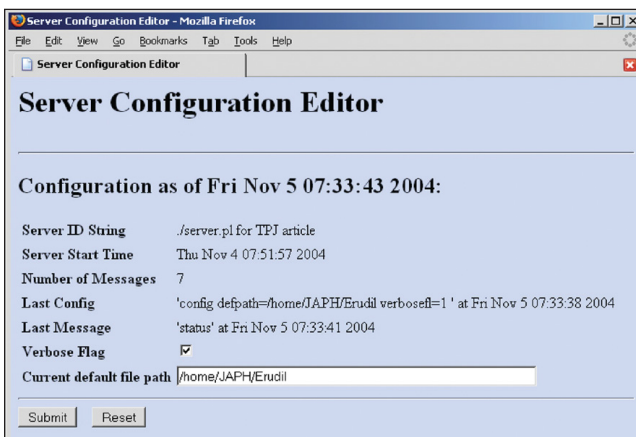 Server Configuration Editor - Mozilla Firefox
File Edit View Go Bookmarks Tab Tools Help
Server Configuration Editor
Server Configuration Editor
Configuration as of Fri Nov 5 07:33:43 2004:
Server ID String ./server.pl for TPJ article
Server Start Time Thu Nov 4 07:51:57 2004
Number of Messages 7
Last Config 'config defpath=/home/JAPH/Erudil verbosefl=1 ' at Fri Nov 5 07:33:38 2004
Last Message 'status' at Fri Nov 5 07:33:41 2004
Verbose Flag
Current default file path /home/JAPH/Erudil
Submit Reset